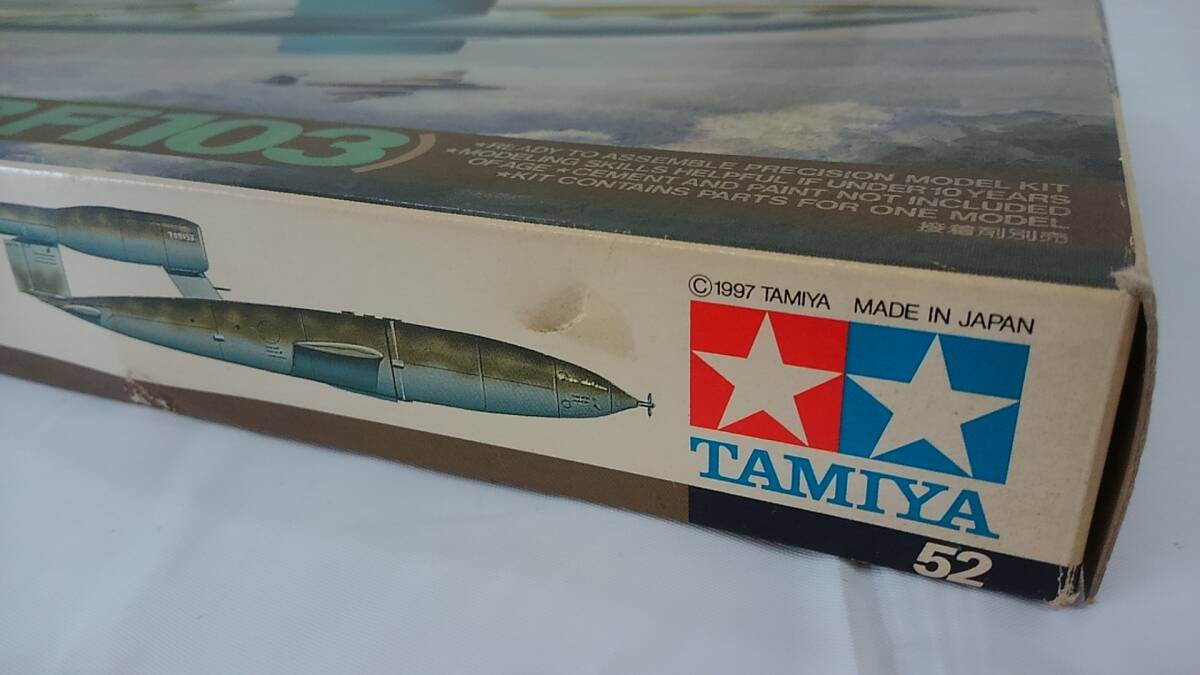 Fi103
*READY TO ASSEMBLE PRECISION MODEL KIT
*MODELING SKILLS HELPFUL IF UNDER 10 YEARS
OF AGE *CEMENT AND PAINT NOT INCLUDED
*KIT CONTAINS PARTS FOR ONE MODEL
接着剤別売
©1997 TAMIYA MADE IN JAPAN
TAMIYA
52